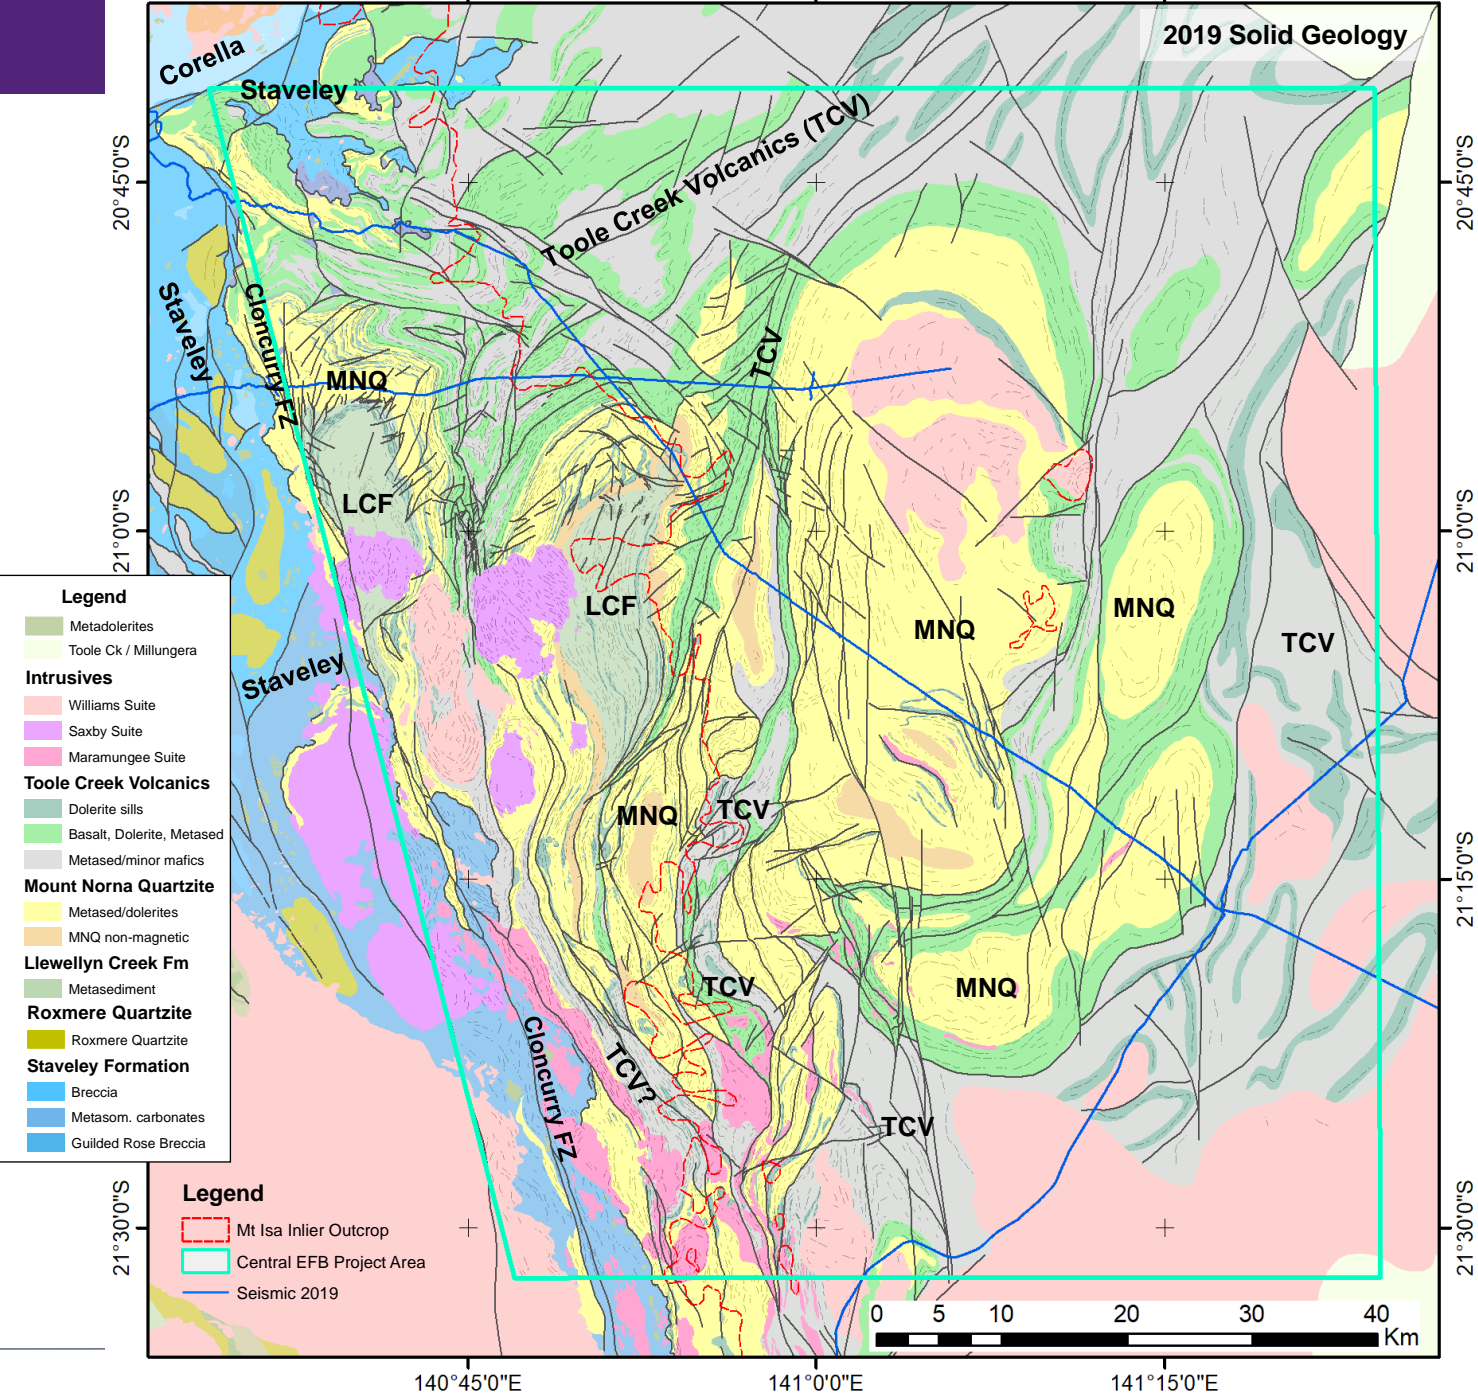 2019 Solid Geology
Corella
Staveley
Toole Creek Volcanics (TCV)
20°45'0"S
20°45'0"S
Staveley
Cloncurry FZ
TCV
MNQ
LCF
21°0'0"S
21°0'0"S
LCF
MNQ
MNQ
TCV
Staveley
MNQ
TCV
21°15'0"S
21°15'0"S
TCV
MNQ
Cloncurry FZ
TCV?
TCV
21°30'0"S
21°30'0"S
Legend
Metadolerites
Toole Ck / Millungera
Intrusives
Williams Suite
Saxby Suite
Maramungee Suite
Toole Creek Volcanics
Dolerite sills
Basalt, Dolerite, Metased
Metased/minor mafics
Mount Norna Quartzite
Metased/dolerites
MNQ non-magnetic
Llewellyn Creek Fm
Metasediment
Roxmere Quartzite
Roxmere Quartzite
Staveley Formation
Breccia
Metasom. carbonates
Guilded Rose Breccia
Legend
Mt Isa Inlier Outcrop
Central EFB Project Area
Seismic 2019
0 5 10 20 30 40
Km
140°45'0"E 141°0'0"E 141°15'0"E